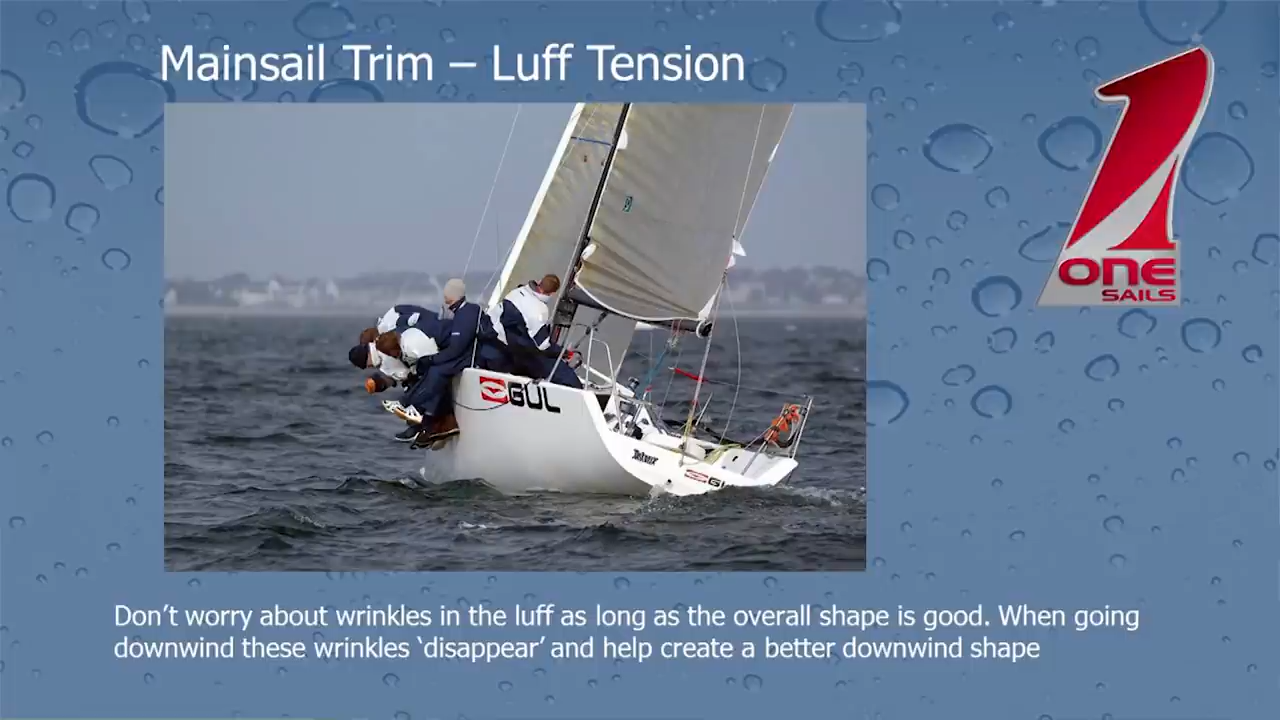 Mainsail Trim – Luff Tension
ONE
SAILS
GUL
Don’t worry about wrinkles in the luff as long as the overall shape is good. When going
downwind these wrinkles ‘disappear’ and help create a better downwind shape